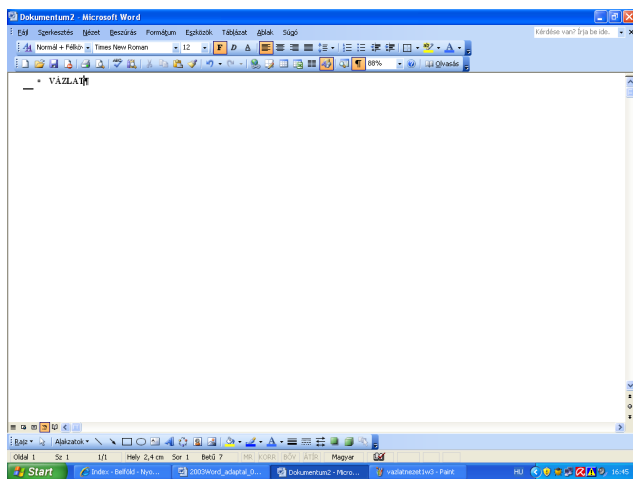 Dokumentum2 - Microsoft Word
Fájl Szerkesztés Nézet Beszúrás Formátum Eszközök Táblázat Ablak Súgó Kérdése van? Írja be ide.
Normál + Félköv Times New Roman 12 F D A
88% Olvasás
VÁZLAT¶
Rajz Alakzatok
Oldal 1 Sz 1 1/1 Hely 2,4 cm Sor 1 Betű 7 MR KORR BŐV ÁTÍR Magyar
Start Index - Belföld - Nyo... 2003Word_adaptal_0... Dokumentum2 - Micro... vazlatnezet1w3 - Paint HU 16:45